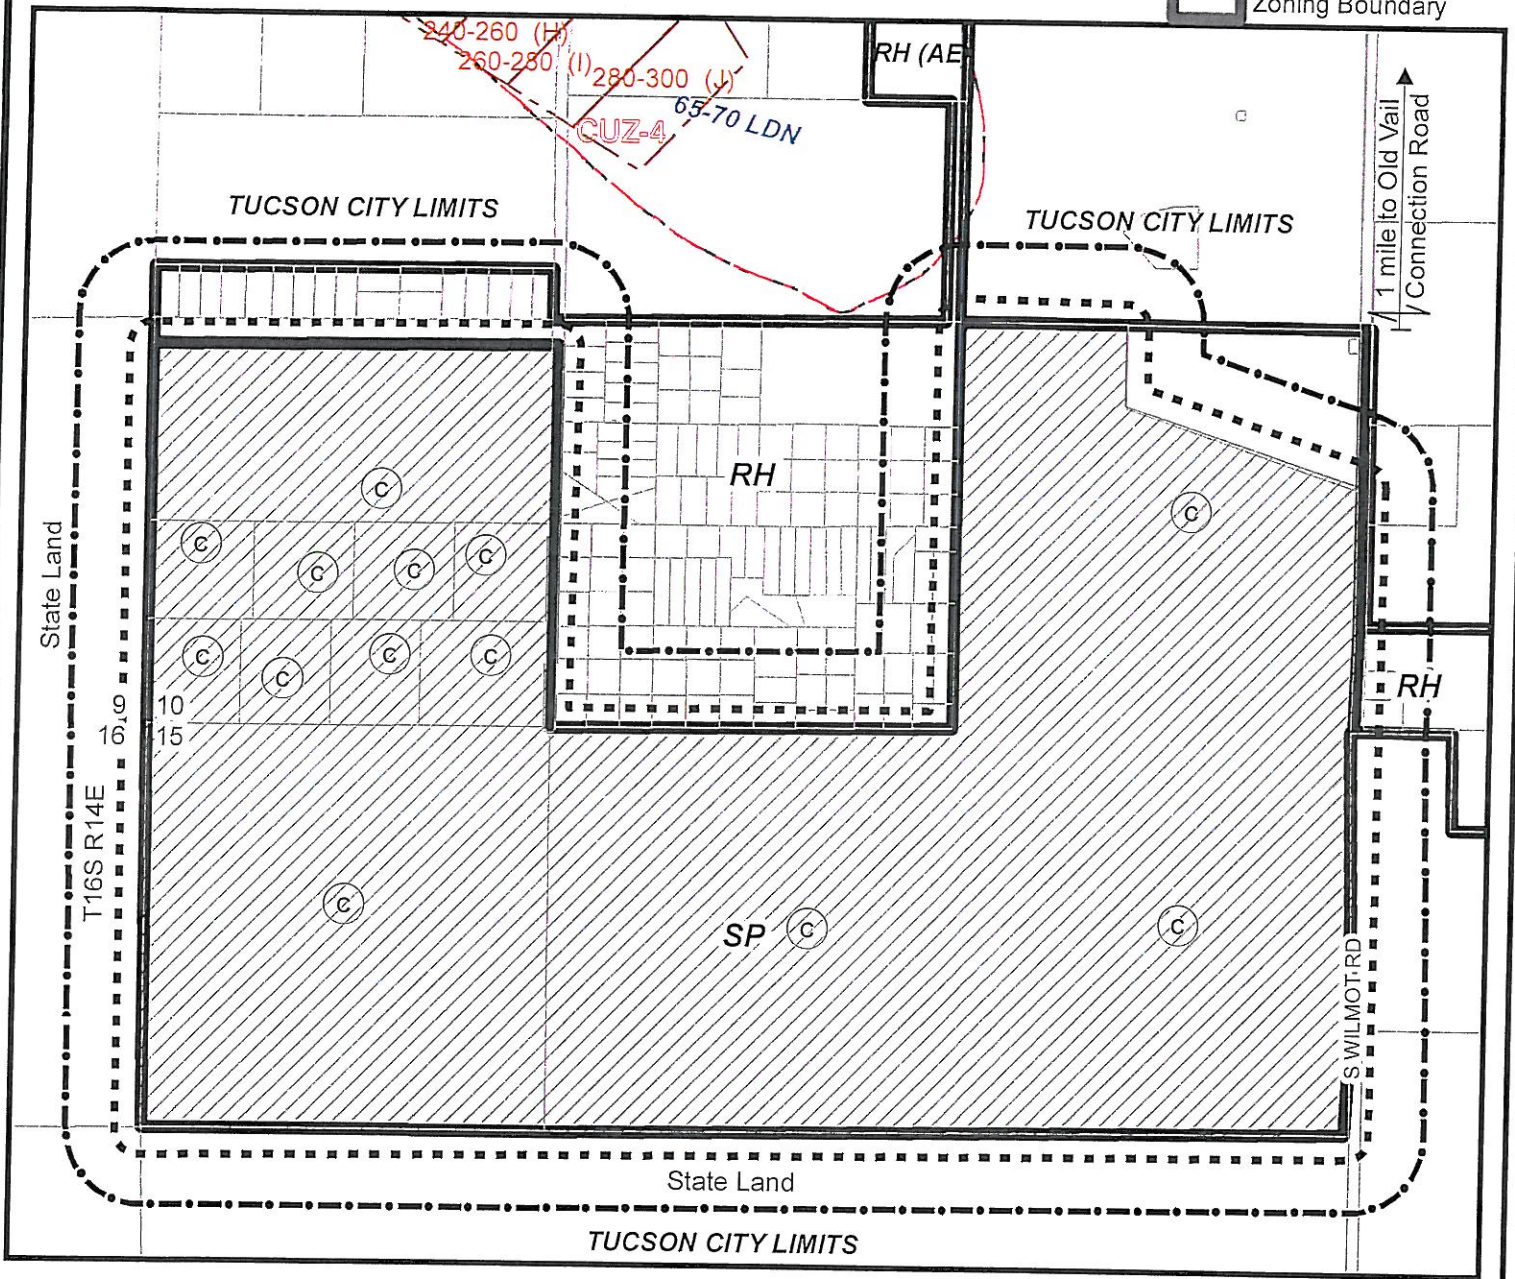 Zoning Boundary
240-260 (H)
260-280 (I)
280-300 (J)
RH (AE
65-70 LDN
CUZ-4
1 mile to Old Vail
Connection Road
TUCSON CITY LIMITS
TUCSON CITY LIMITS
RH
C
C
C
C
C
C
State Land
C
C
C
C
RH
9 10
16 15
T16S R14E
C
SP
C
C
S WILMOT RD
State Land
TUCSON CITY LIMITS